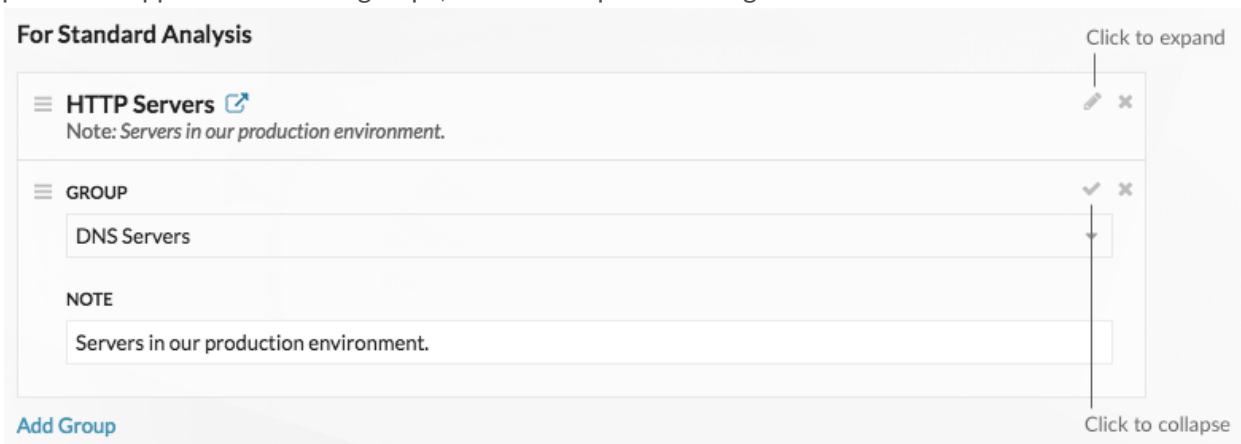 For Standard Analysis
Click to expand
HTTP Servers
Note: Servers in our production environment.
GROUP
DNS Servers
NOTE
Servers in our production environment.
Add Group
Click to collapse